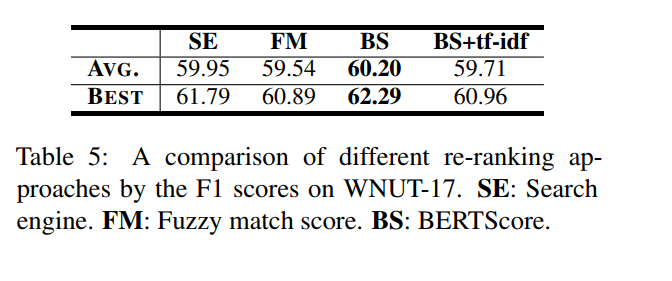 SE FM BS BS+tf-idf
AVG. 59.95 59.54 60.20 59.71
BEST 61.79 60.89 62.29 60.96
Table 5: A comparison of different re-ranking ap-
proaches by the F1 scores on WNUT-17. SE: Search
engine. FM: Fuzzy match score. BS: BERTScore.